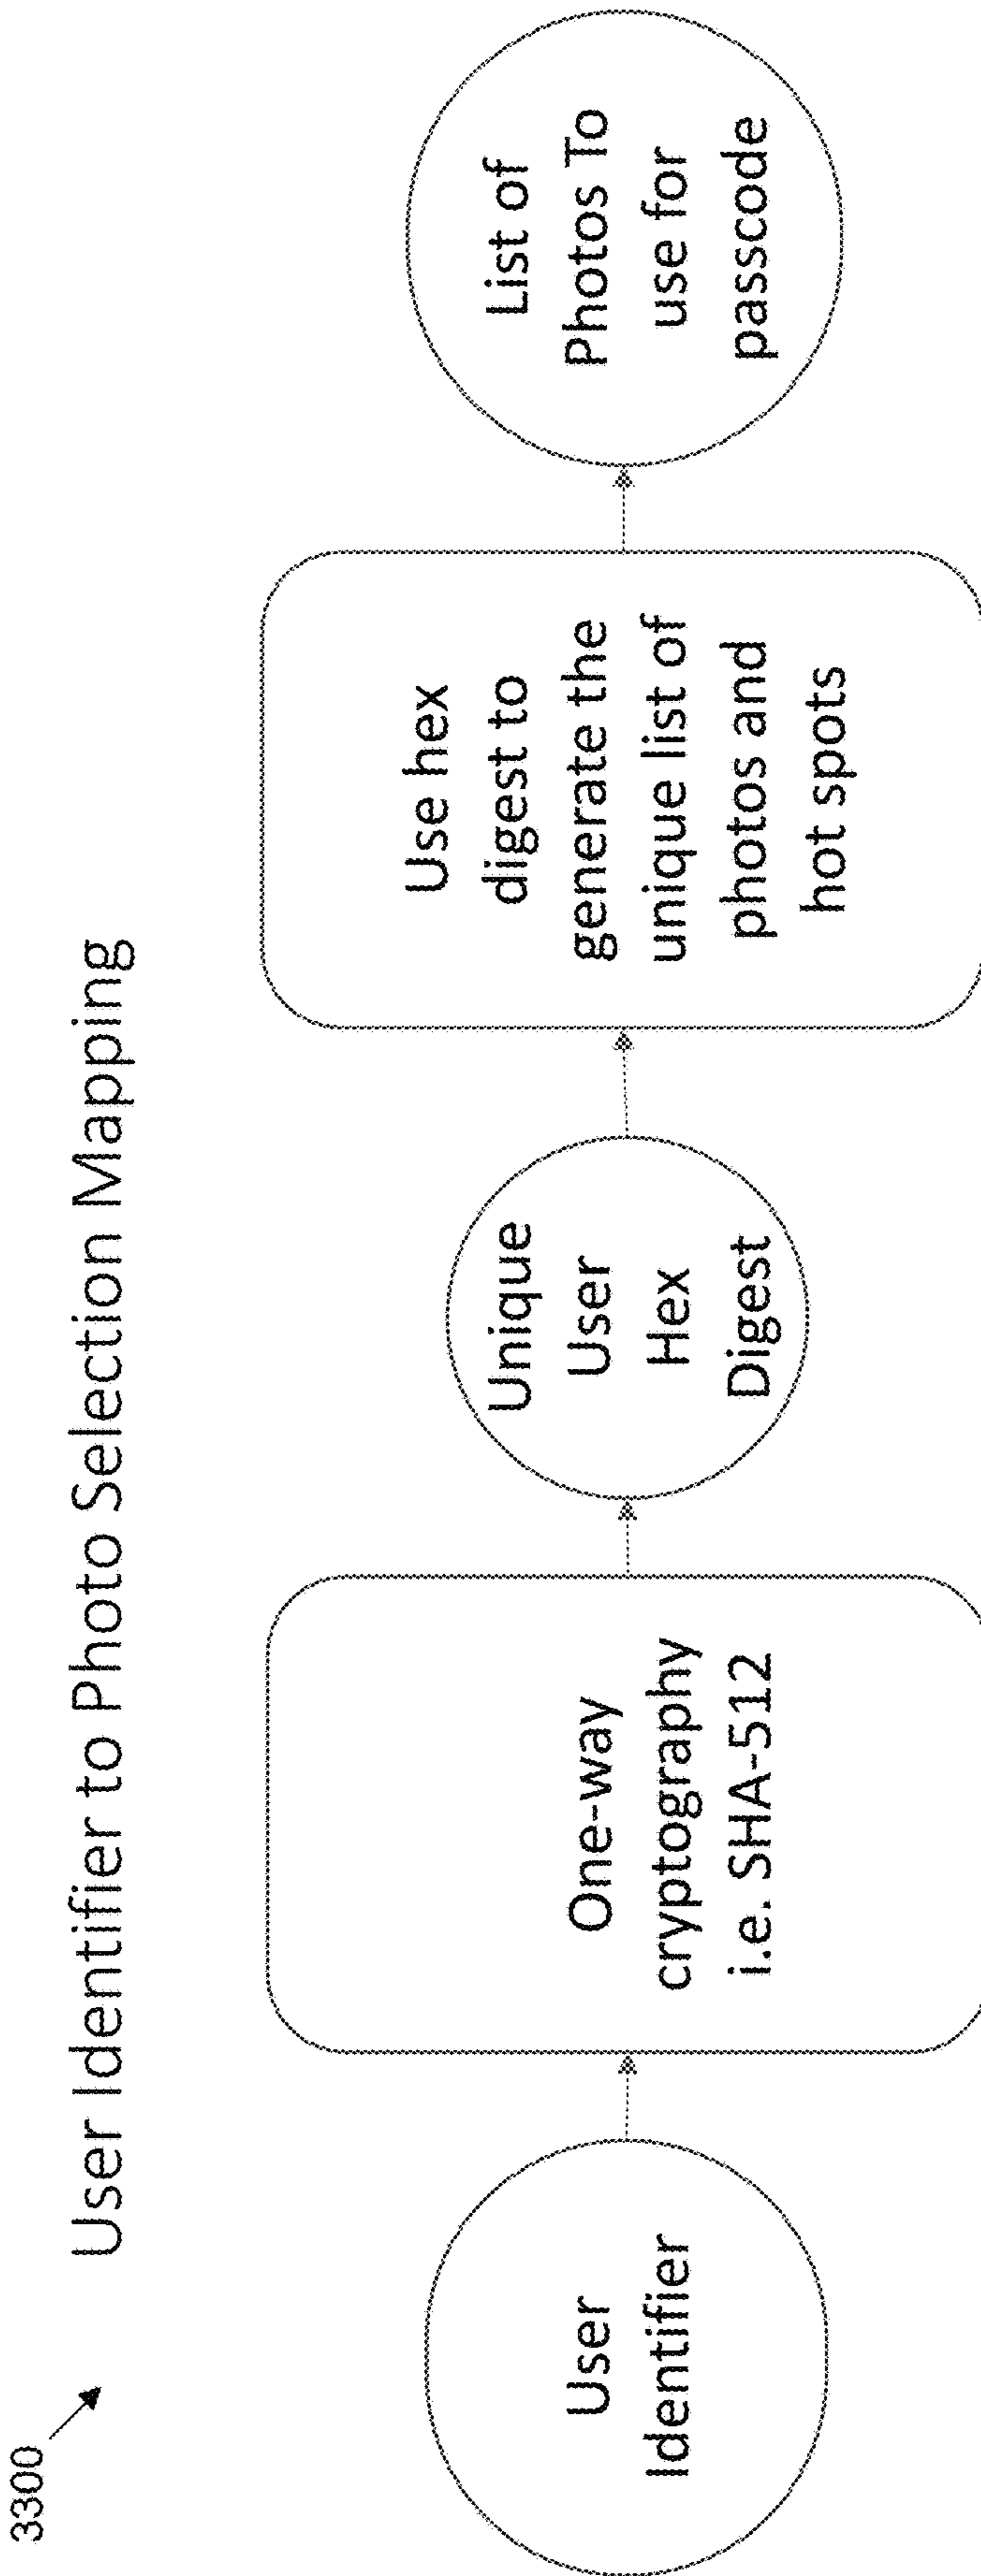 3300
User Identifier to Photo Selection Mapping
User
Identifier
One-way
cryptography
i.e. SHA-512
Unique
User
Hex
Digest
Use hex
digest to
generate the
unique list of
photos and
hot spots
List of
Photos To
use for
passcode